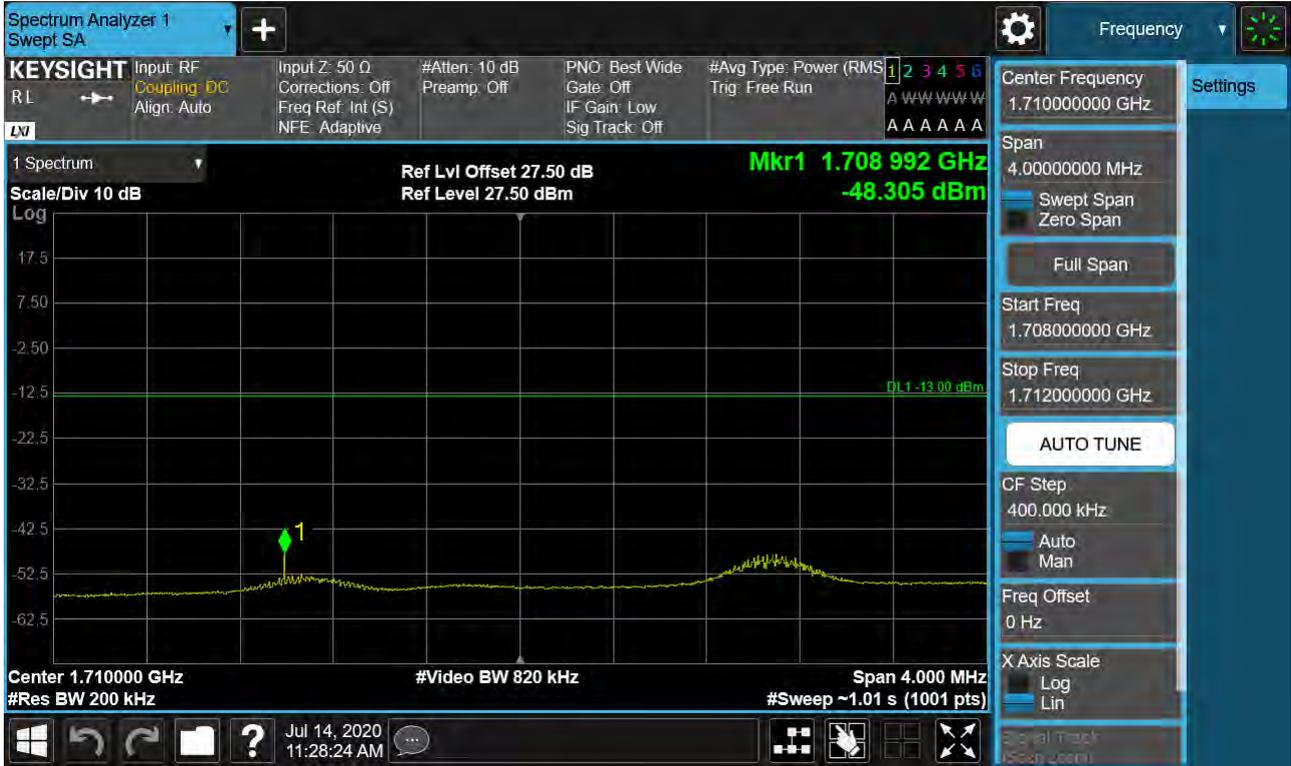 Spectrum Analyzer 1
Swept SA
Frequency
KEYSIGHT
RL
LXI
Input: RF
Coupling: DC
Align: Auto
Input Z: 50 Ω
Corrections: Off
Freq Ref: Int (S)
NFE: Adaptive
#Atten: 10 dB
Preamp: Off
PNO: Best Wide
Gate: Off
IF Gain: Low
Sig Track: Off
#Avg Type: Power (RMS
Trig: Free Run
1 2 3 4 5 6
A W W W W W
A A A A A A
1 Spectrum
Scale/Div 10 dB
Log
Ref Lvl Offset 27.50 dB
Ref Level 27.50 dBm
Mkr1 1.708 992 GHz
-48.305 dBm
17.5
7.50
-2.50
-12.5
-22.5
-32.5
-42.5
-52.5
-62.5
DL1 -13.00 dBm
1
Center 1.710000 GHz
#Res BW 200 kHz
#Video BW 820 kHz
Span 4.000 MHz
#Sweep ~1.01 s (1001 pts)
Center Frequency
1.710000000 GHz
Settings
Span
4.00000000 MHz
Swept Span
Zero Span
Full Span
Start Freq
1.708000000 GHz
Stop Freq
1.712000000 GHz
AUTO TUNE
CF Step
400.000 kHz
Auto
Man
Freq Offset
0 Hz
X Axis Scale
Log
Lin
Signal Track
(Span Zoom)
?
Jul 14, 2020
11:28:24 AM